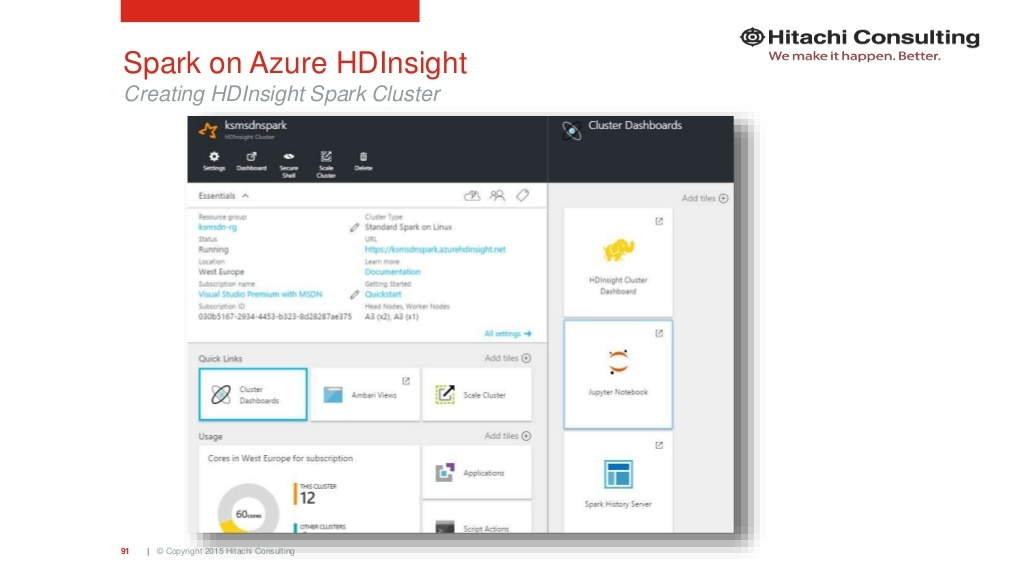 Hitachi Consulting
We make it happen. Better.
Spark on Azure HDInsight
Creating HDInsight Spark Cluster
ksmsdnspark
HDInsight Cluster
Settings
Dashboard
Secure Shell
Scale Cluster
Delete
Essentials
Resource group
ksmsdn-rg
Status
Running
Location
West Europe
Subscription name
Visual Studio Premium with MSDN
Subscription ID
030b5167-2934-4453-b323-8d28287ae375
Cluster Type
Standard Spark on Linux
URL
https://ksmsdnspark.azurehdinsight.net
Learn more
Documentation
Getting Started
Quickstart
Head Nodes, Worker Nodes
A3 (x2), A3 (x1)
All settings
Quick Links
Add tiles
Cluster
Dashboards
Ambari Views
Scale Cluster
Usage
Add tiles
Cores in West Europe for subscription
60 CORES
THIS CLUSTER
12
OTHER CLUSTERS
Applications
Script Actions
Cluster Dashboards
Add tiles
HDInsight Cluster
Dashboard
Jupyter Notebook
Spark History Server
91 | © Copyright 2015 Hitachi Consulting